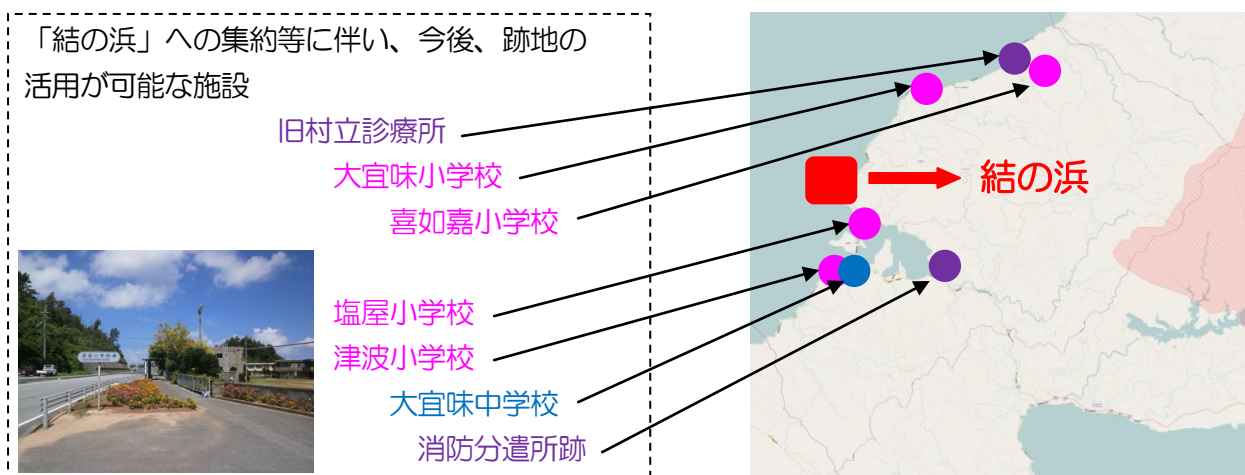 「結の浜」への集約等に伴い、今後、跡地の
活用が可能な施設
旧村立診療所
大宜味小学校
喜如嘉小学校
塩屋小学校
津波小学校
大宜味中学校
消防分遣所跡
結の浜